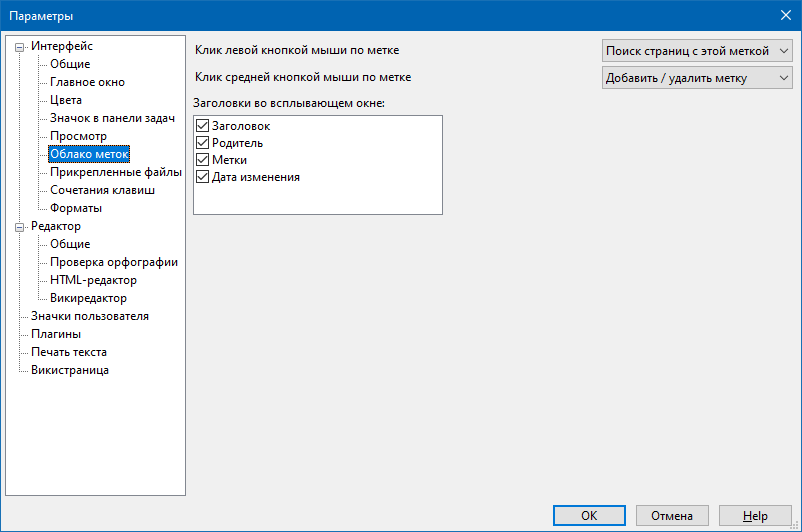 Параметры
Интерфейс
Общие
Главное окно
Цвета
Значок в панели задач
Просмотр
Облако меток
Прикрепленные файлы
Сочетания клавиш
Форматы
Редактор
Общие
Проверка орфографии
HTML-редактор
Викиредактор
Значки пользователя
Плагины
Печать текста
Викистраница
Клик левой кнопкой мыши по метке
Поиск страниц с этой меткой
Клик средней кнопкой мыши по метке
Добавить / удалить метку
Заголовки во всплывающем окне:
Заголовок
Родитель
Метки
Дата изменения
OK
Отмена
Help